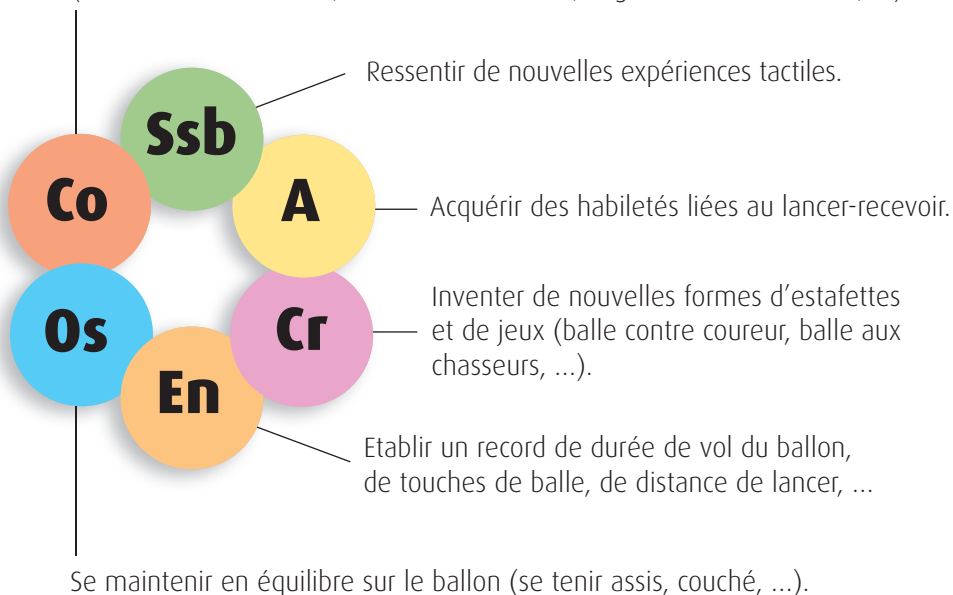 Ressentir de nouvelles expériences tactiles.
Ssb
Co
A
Acquérir des habiletés liées au lancer-recevoir.
Inventer de nouvelles formes d'estafettes
et de jeux (balle contre coureur, balle aux
chasseurs, ...).
Os
Cr
En
Etablir un record de durée de vol du ballon,
de touches de balle, de distance de lancer, ...
Se maintenir en équilibre sur le ballon (se tenir assis, couché, ...).